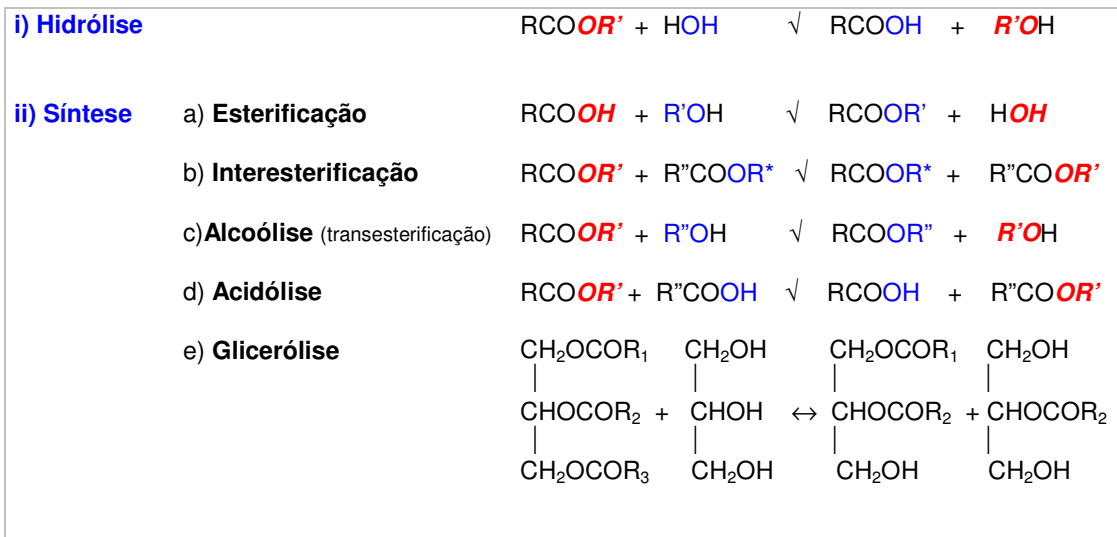 i) Hidrólise RCOOR’ + HOH √ RCOOH + R’OH
ii) Síntese a) Esterificação RCOOH + R’OH √ RCOOR’ + HOH
b) Interesterificação RCOOR’ + R”COOR* √ RCOOR* + R”COOR’
c)Alcoólise (transesterificação) RCOOR’ + R”OH √ RCOOR” + R’OH
d) Acidólise RCOOR’ + R”COOH √ RCOOH + R”COOR’
e) Glicerólise CH₂OCOR₁ CH₂OH CH₂OCOR₁ CH₂OH
| | | |
CHOCOR₂ + CHOH ↔ CHOCOR₂ + CHOCOR₂
| | | |
CH₂OCOR₃ CH₂OH CH₂OH CH₂OH